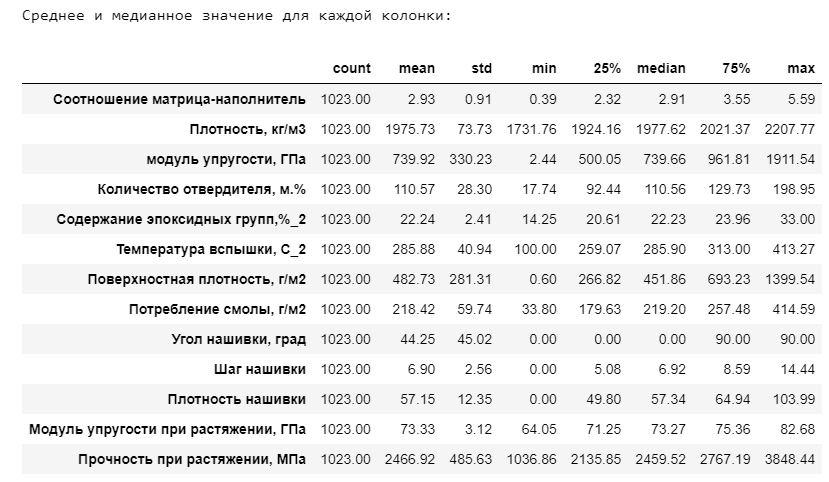 Среднее и медианное значение для каждой колонки:
count mean std min 25% median 75% max
Соотношение матрица-наполнитель 1023.00 2.93 0.91 0.39 2.32 2.91 3.55 5.59
Плотность, кг/м3 1023.00 1975.73 73.73 1731.76 1924.16 1977.62 2021.37 2207.77
модуль упругости, ГПа 1023.00 739.92 330.23 2.44 500.05 739.66 961.81 1911.54
Количество отвердителя, м.% 1023.00 110.57 28.30 17.74 92.44 110.56 129.73 198.95
Содержание эпоксидных групп,%_2 1023.00 22.24 2.41 14.25 20.61 22.23 23.96 33.00
Температура вспышки, С_2 1023.00 285.88 40.94 100.00 259.07 285.90 313.00 413.27
Поверхностная плотность, г/м2 1023.00 482.73 281.31 0.60 266.82 451.86 693.23 1399.54
Потребление смолы, г/м2 1023.00 218.42 59.74 33.80 179.63 219.20 257.48 414.59
Угол нашивки, град 1023.00 44.25 45.02 0.00 0.00 0.00 90.00 90.00
Шаг нашивки 1023.00 6.90 2.56 0.00 5.08 6.92 8.59 14.44
Плотность нашивки 1023.00 57.15 12.35 0.00 49.80 57.34 64.94 103.99
Модуль упругости при растяжении, ГПа 1023.00 73.33 3.12 64.05 71.25 73.27 75.36 82.68
Прочность при растяжении, МПа 1023.00 2466.92 485.63 1036.86 2135.85 2459.52 2767.19 3848.44